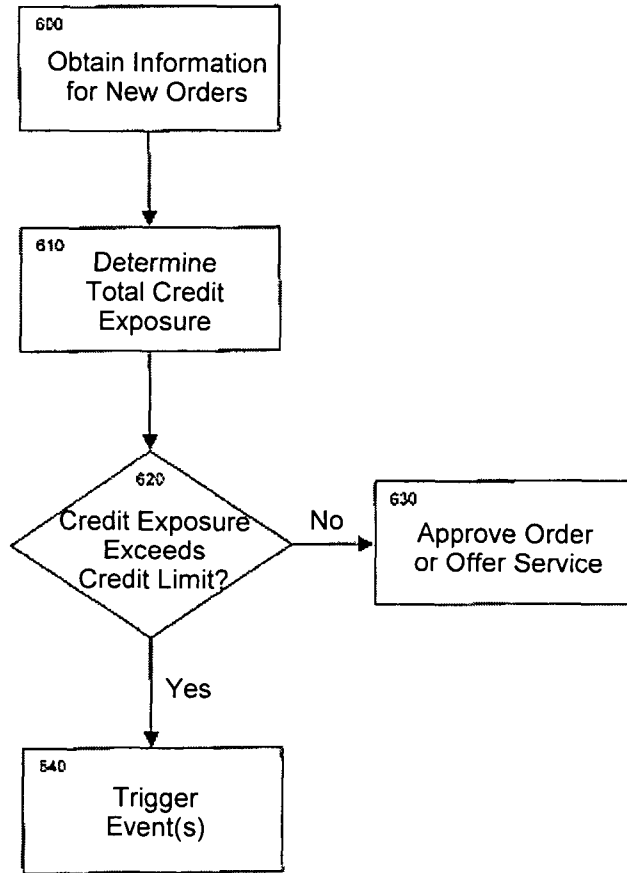 600
Obtain Information
for New Orders
610
Determine
Total Credit
Exposure
620
Credit Exposure
Exceeds
Credit Limit?
No
630
Approve Order
or Offer Service
Yes
640
Trigger
Event(s)